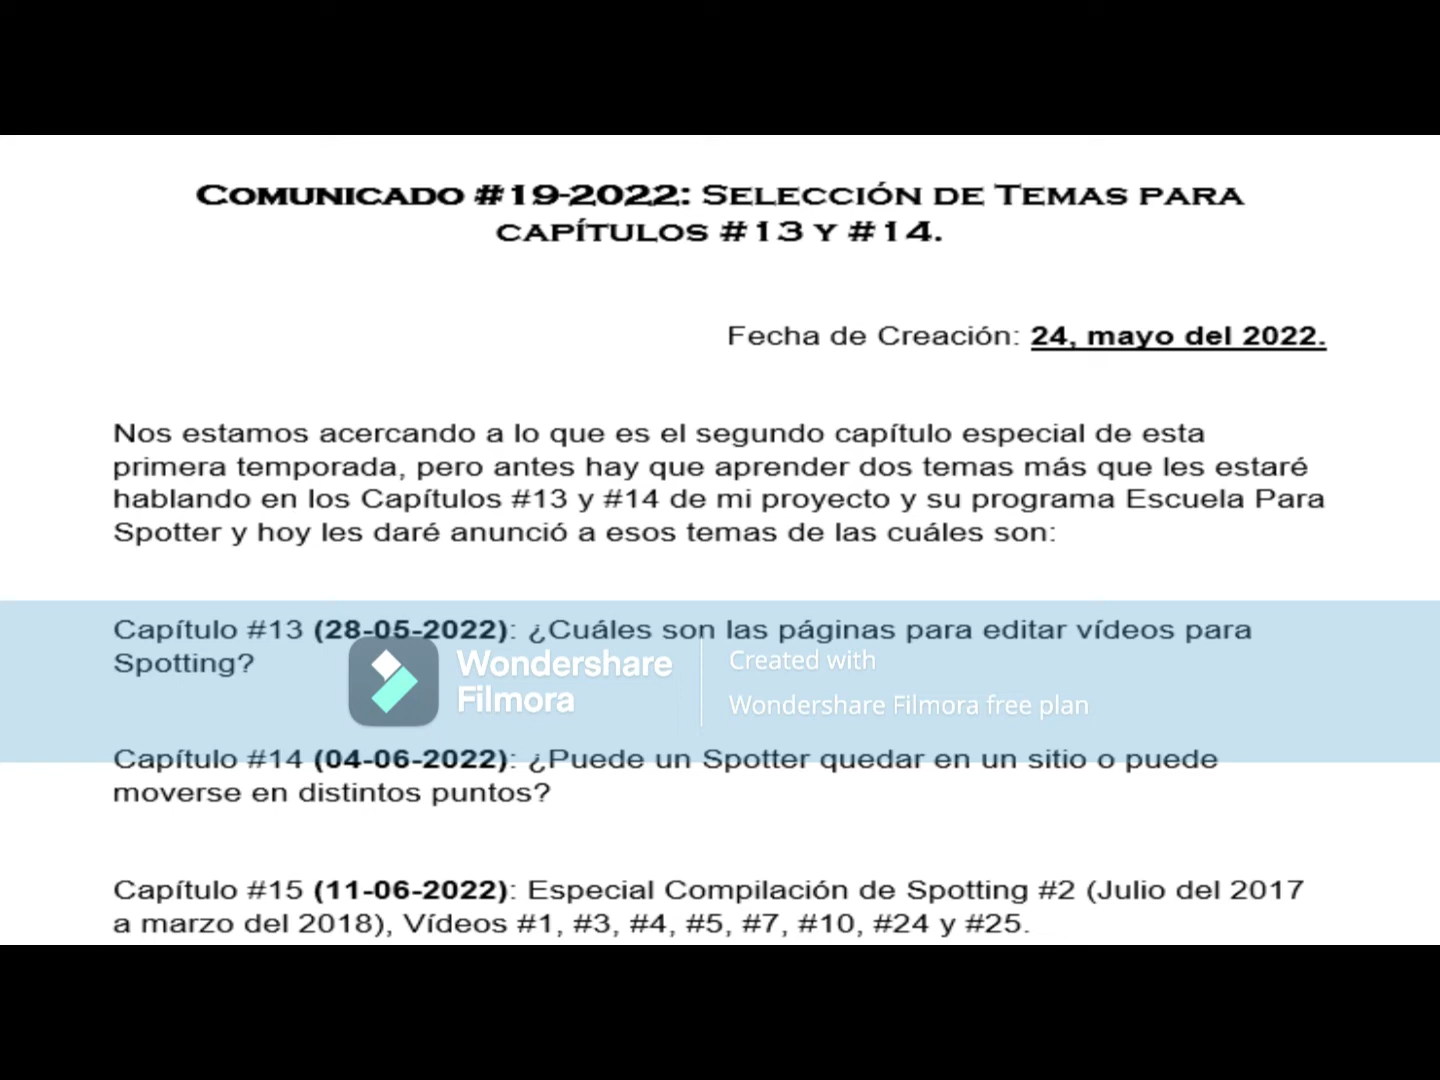 Comunicado #19-2022: Selección de Temas para
capítulos #13 y #14.
Fecha de Creación: 24, mayo del 2022.
Nos estamos acercando a lo que es el segundo capítulo especial de esta
primera temporada, pero antes hay que aprender dos temas más que les estaré
hablando en los Capítulos #13 y #14 de mi proyecto y su programa Escuela Para
Spotter y hoy les daré anunció a esos temas de las cuáles son:
Capítulo #13 (28-05-2022): ¿Cuáles son las páginas para editar vídeos para
Spotting?
Wondershare
Filmora
Created with
Wondershare Filmora free plan
Capítulo #14 (04-06-2022): ¿Puede un Spotter quedar en un sitio o puede
moverse en distintos puntos?
Capítulo #15 (11-06-2022): Especial Compilación de Spotting #2 (Julio del 2017
a marzo del 2018), Vídeos #1, #3, #4, #5, #7, #10, #24 y #25.